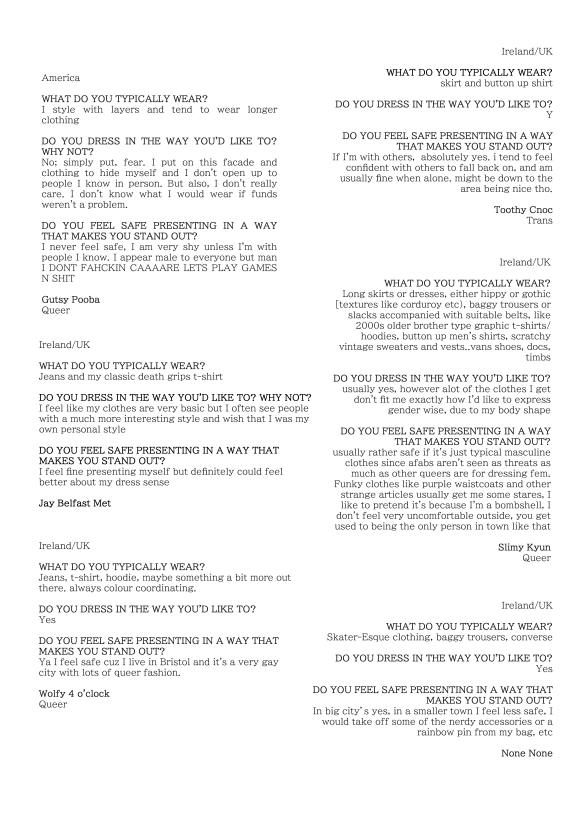 America
WHAT DO YOU TYPICALLY WEAR?
I style with layers and tend to wear longer
clothing
DO YOU DRESS IN THE WAY YOU'D LIKE TO?
WHY NOT?
No; simply put, fear. I put on this facade and
clothing to hide myself and I don't open up to
people I know in person. But also, I don't really
care. I don't know what I would wear if funds
weren't a problem.
DO YOU FEEL SAFE PRESENTING IN A WAY
THAT MAKES YOU STAND OUT?
I never feel safe, I am very shy unless I'm with
people I know. I appear male to everyone but man
I DONT FAHCKIN CAAAARE LETS PLAY GAMES
N SHIT
Gutsy Pooba
Queer
Ireland/UK
WHAT DO YOU TYPICALLY WEAR?
Jeans and my classic death grips t-shirt
DO YOU DRESS IN THE WAY YOU'D LIKE TO? WHY NOT?
I feel like my clothes are very basic but I often see people
with a much more interesting style and wish that I was my
own personal style
DO YOU FEEL SAFE PRESENTING IN A WAY THAT
MAKES YOU STAND OUT?
I feel fine presenting myself but definitely could feel
better about my dress sense
Jay Belfast Met
Ireland/UK
WHAT DO YOU TYPICALLY WEAR?
Jeans, t-shirt, hoodie, maybe something a bit more out
there, always colour coordinating.
DO YOU DRESS IN THE WAY YOU'D LIKE TO?
Yes
DO YOU FEEL SAFE PRESENTING IN A WAY THAT
MAKES YOU STAND OUT?
Ya I feel safe cuz I live in Bristol and it's a very gay
city with lots of queer fashion.
Wolfy 4 o'clock
Queer
Ireland/UK
WHAT DO YOU TYPICALLY WEAR?
skirt and button up shirt
DO YOU DRESS IN THE WAY YOU'D LIKE TO?
Y
DO YOU FEEL SAFE PRESENTING IN A WAY
THAT MAKES YOU STAND OUT?
If I'm with others, absolutely yes. i tend to feel
confident with others to fall back on, and am
usually fine when alone. might be down to the
area being nice tho.
Toothy Cnoc
Trans
Ireland/UK
WHAT DO YOU TYPICALLY WEAR?
Long skirts or dresses, either hippy or gothic
[textures like corduroy etc), baggy trousers or
slacks accompanied with suitable belts, like
2000s older brother type graphic t-shirts/
hoodies, button up men's shirts, scratchy
vintage sweaters and vests..vans shoes, docs,
timbs
DO YOU DRESS IN THE WAY YOU'D LIKE TO?
usually yes, however alot of the clothes I get
don't fit me exactly how I'd like to express
gender wise, due to my body shape
DO YOU FEEL SAFE PRESENTING IN A WAY
THAT MAKES YOU STAND OUT?
usually rather safe if it's just typical masculine
clothes since afabs aren't seen as threats as
much as other queers are for dressing fem.
Funky clothes like purple waistcoats and other
strange articles usually get me some stares, I
like to pretend it's because I'm a bombshell, I
don't feel very uncomfortable outside, you get
used to being the only person in town like that
Slimy Kyun
Queer
Ireland/UK
WHAT DO YOU TYPICALLY WEAR?
Skater-Esque clothing, baggy trousers, converse
DO YOU DRESS IN THE WAY YOU'D LIKE TO?
Yes
DO YOU FEEL SAFE PRESENTING IN A WAY THAT
MAKES YOU STAND OUT?
In big city's yes, in a smaller town I feel less safe, I
would take off some of the nerdy accessories or a
rainbow pin from my bag, etc
None None